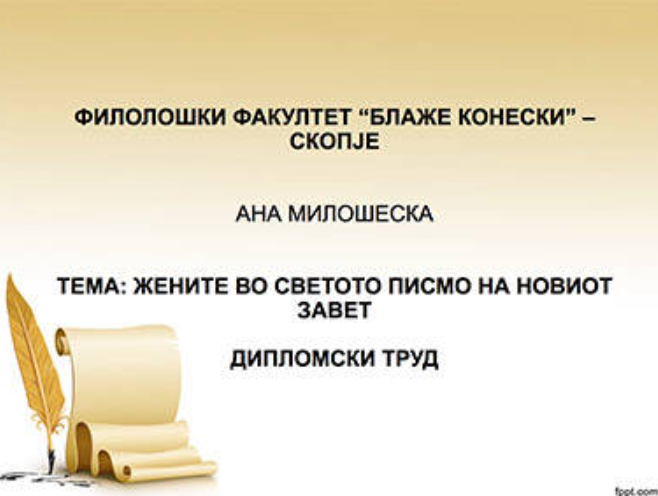 ФИЛОЛОШКИ ФАКУЛТЕТ “БЛАЖЕ КОНЕСКИ” –
СКОПЈЕ
АНА МИЛОШЕСКА
ТЕМА: ЖЕНИТЕ ВО СВЕТОТО ПИСМО НА НОВИОТ
ЗАВЕТ
ДИПЛОМСКИ ТРУД
fppt.com